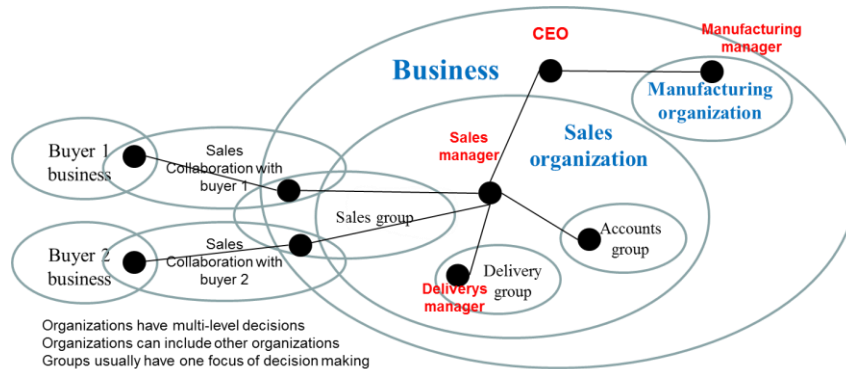 CEO
Manufacturing
manager
Business
Manufacturing
organization
Sales
manager
Sales
organization
Buyer 1
business
Sales
Collaboration with
buyer 1
Sales group
Accounts
group
Buyer 2
business
Sales
Collaboration with
buyer 2
Delivery
group
Deliverys
manager
Organizations have multi-level decisions
Organizations can include other organizations
Groups usually have one focus of decision making